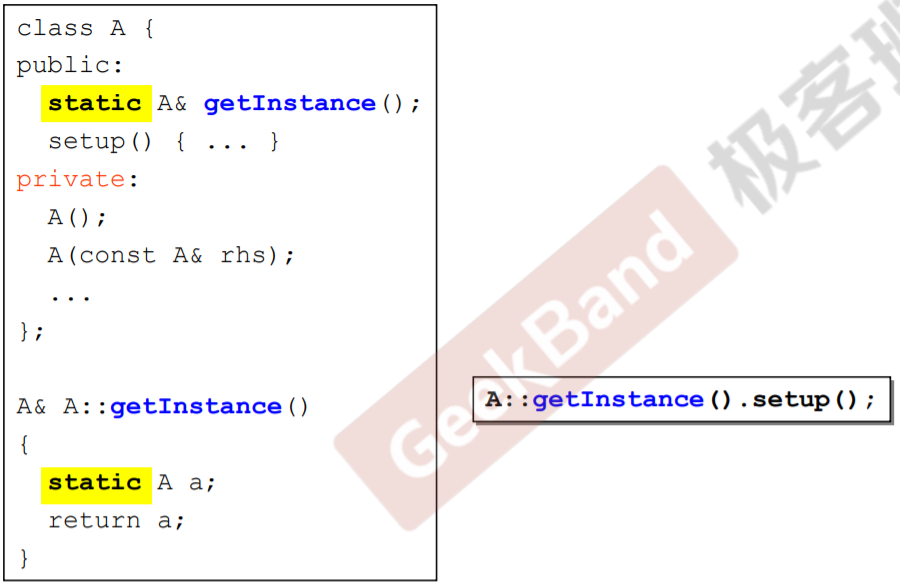 class A {
public:
static A& getInstance();
setup() { ... }
private:
A();
A(const A& rhs);
...
};
A& A::getInstance()
{
static A a;
return a;
}
A::getInstance().setup();
GeekBand 极客班